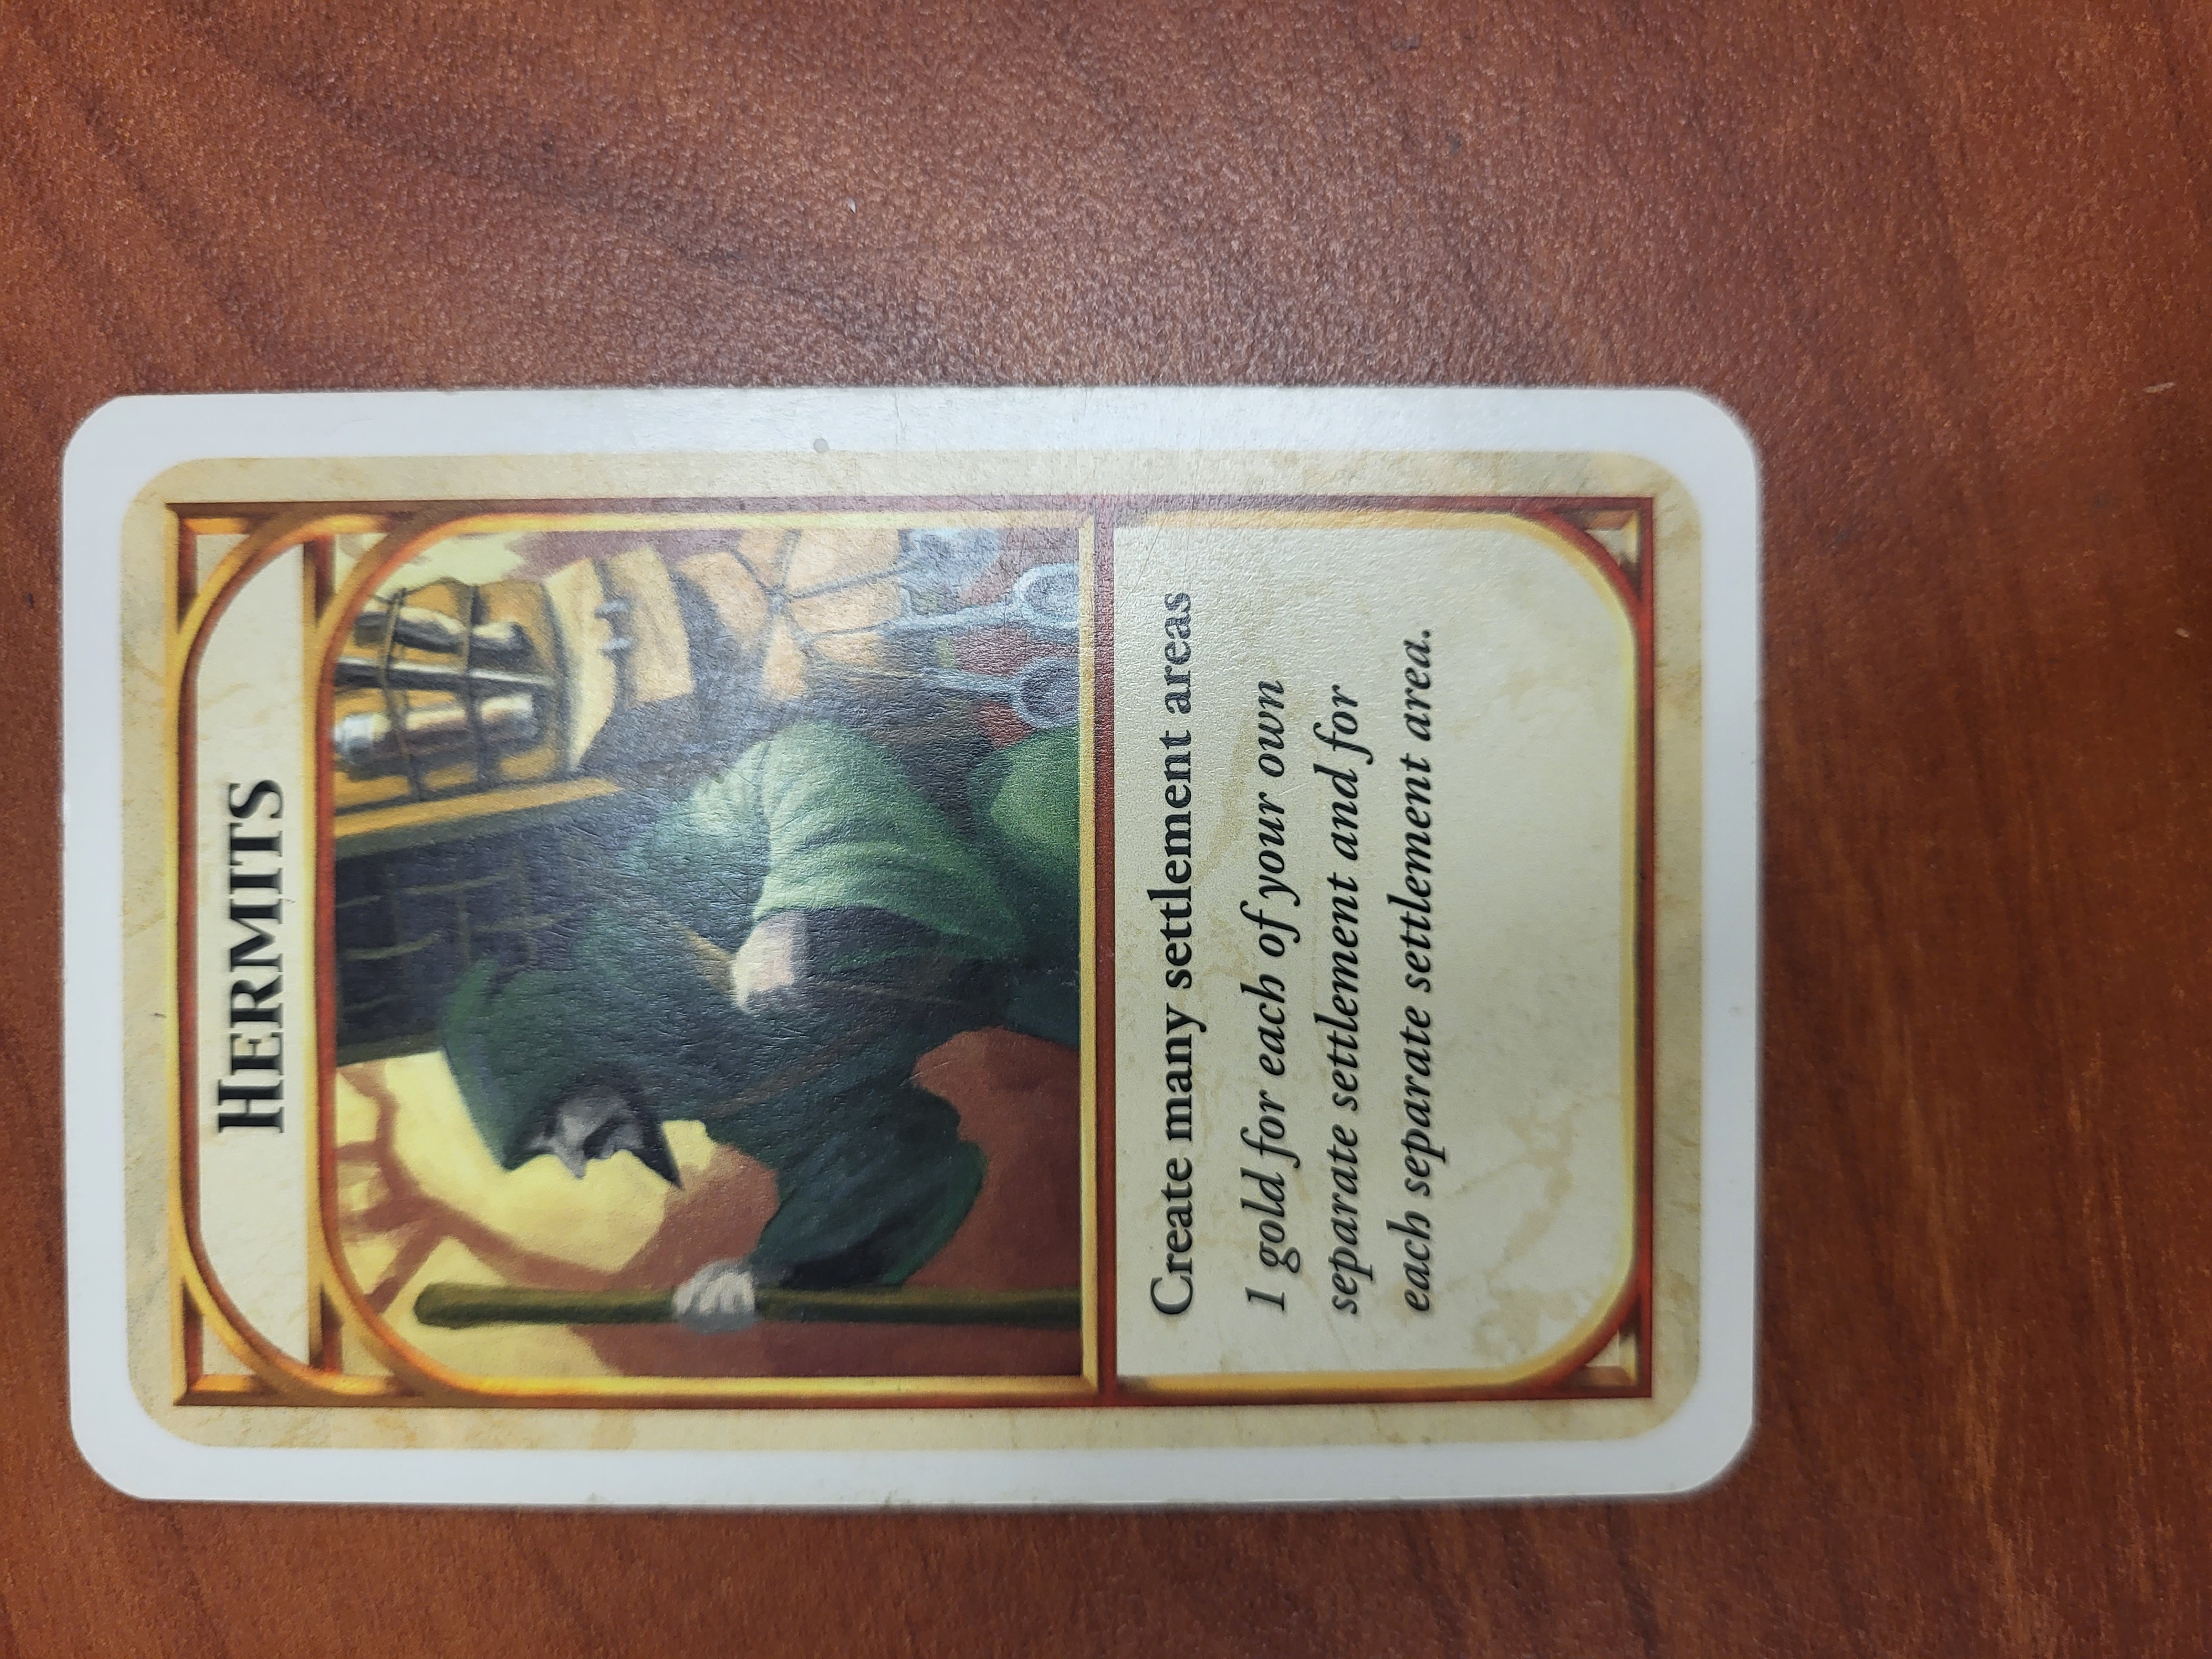 HERMITS
Create many settlement areas
1 gold for each of your own
separate settlement and for
each separate settlement area.